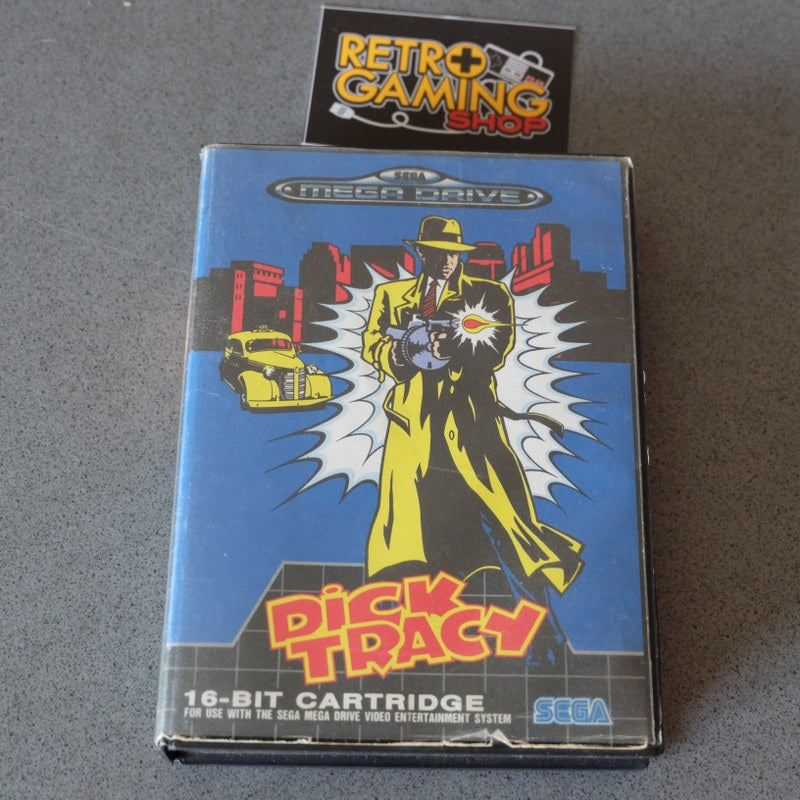 RETRO
GAMING
SHOP
SEGA
MEGA DRIVE
DiCK
TRACY
16-BIT CARTRIDGE
FOR USE WITH THE SEGA MEGA DRIVE VIDEO ENTERTAINMENT SYSTEM
SEGA